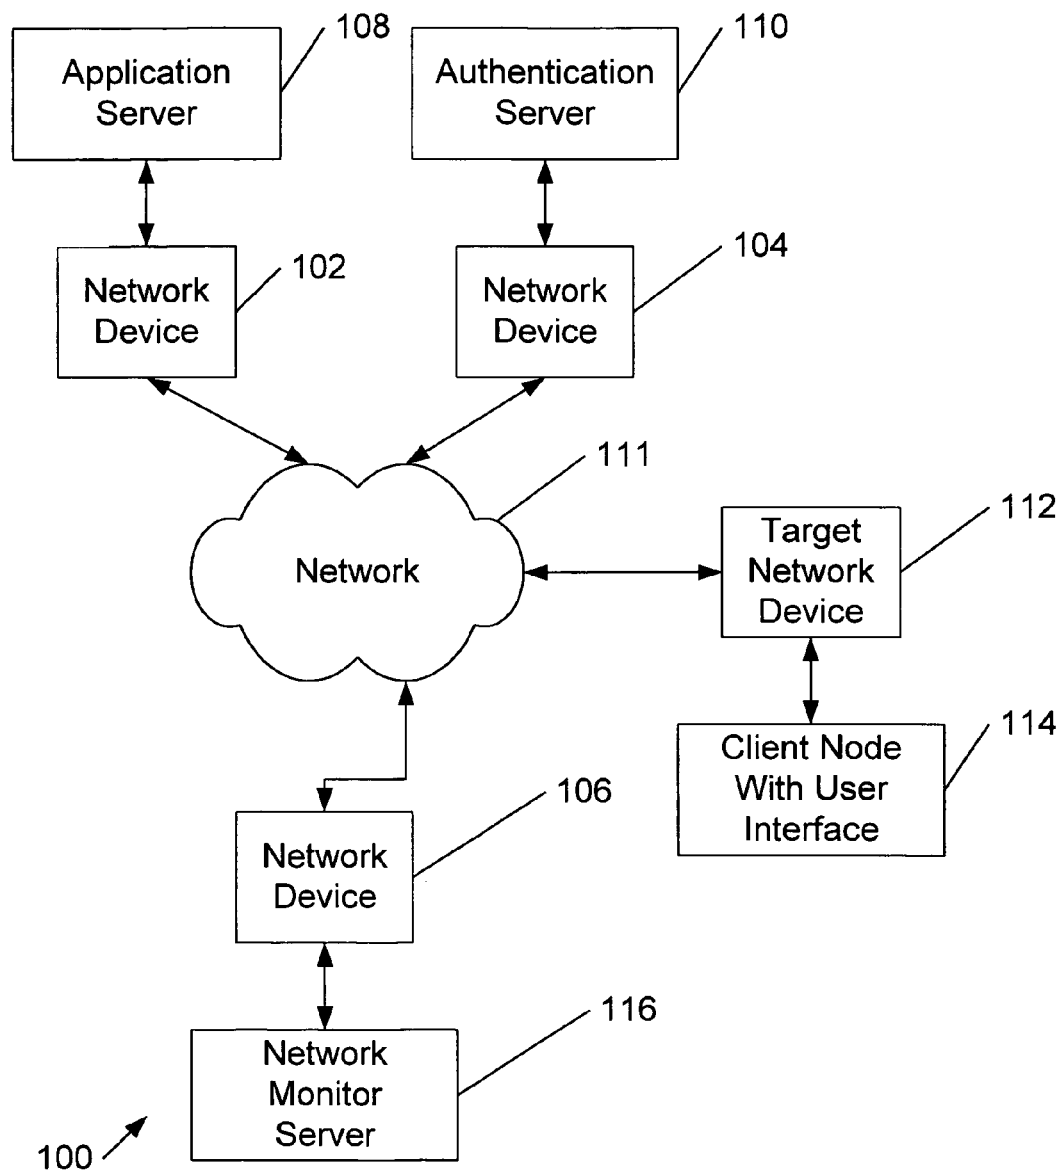 108
110
Application
Server
Authentication
Server
102
104
Network
Device
Network
Device
111
112
Target
Network
Device
Network
114
Client Node
With User
Interface
106
Network
Device
116
Network
Monitor
Server
100